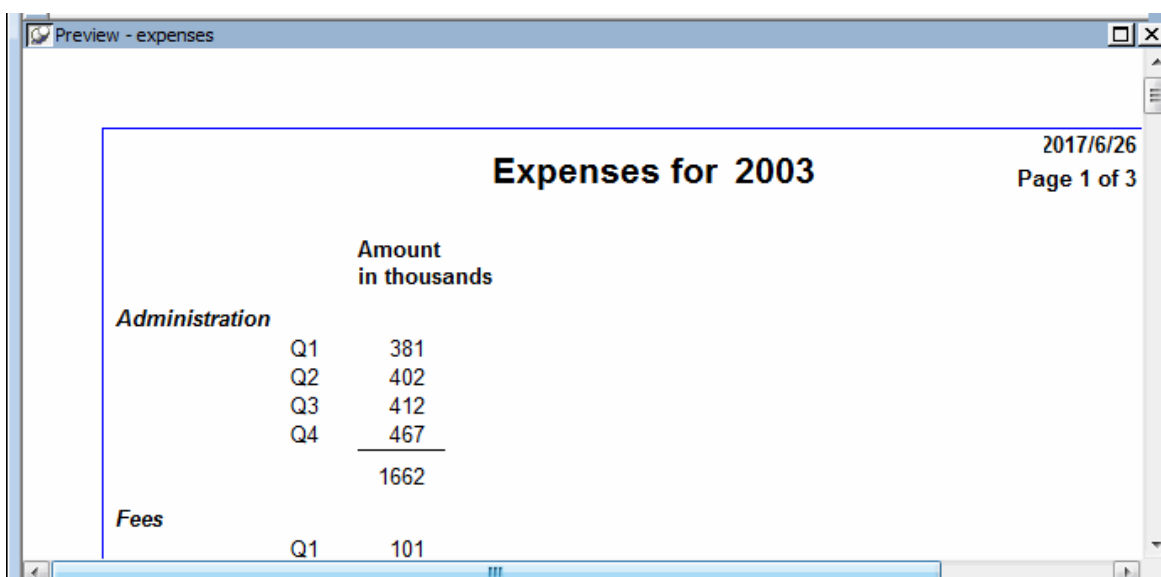 Preview - expenses
2017/6/26
Expenses for 2003
Page 1 of 3
Amount
in thousands
Administration
Q1 381
Q2 402
Q3 412
Q4 467
1662
Fees
Q1 101